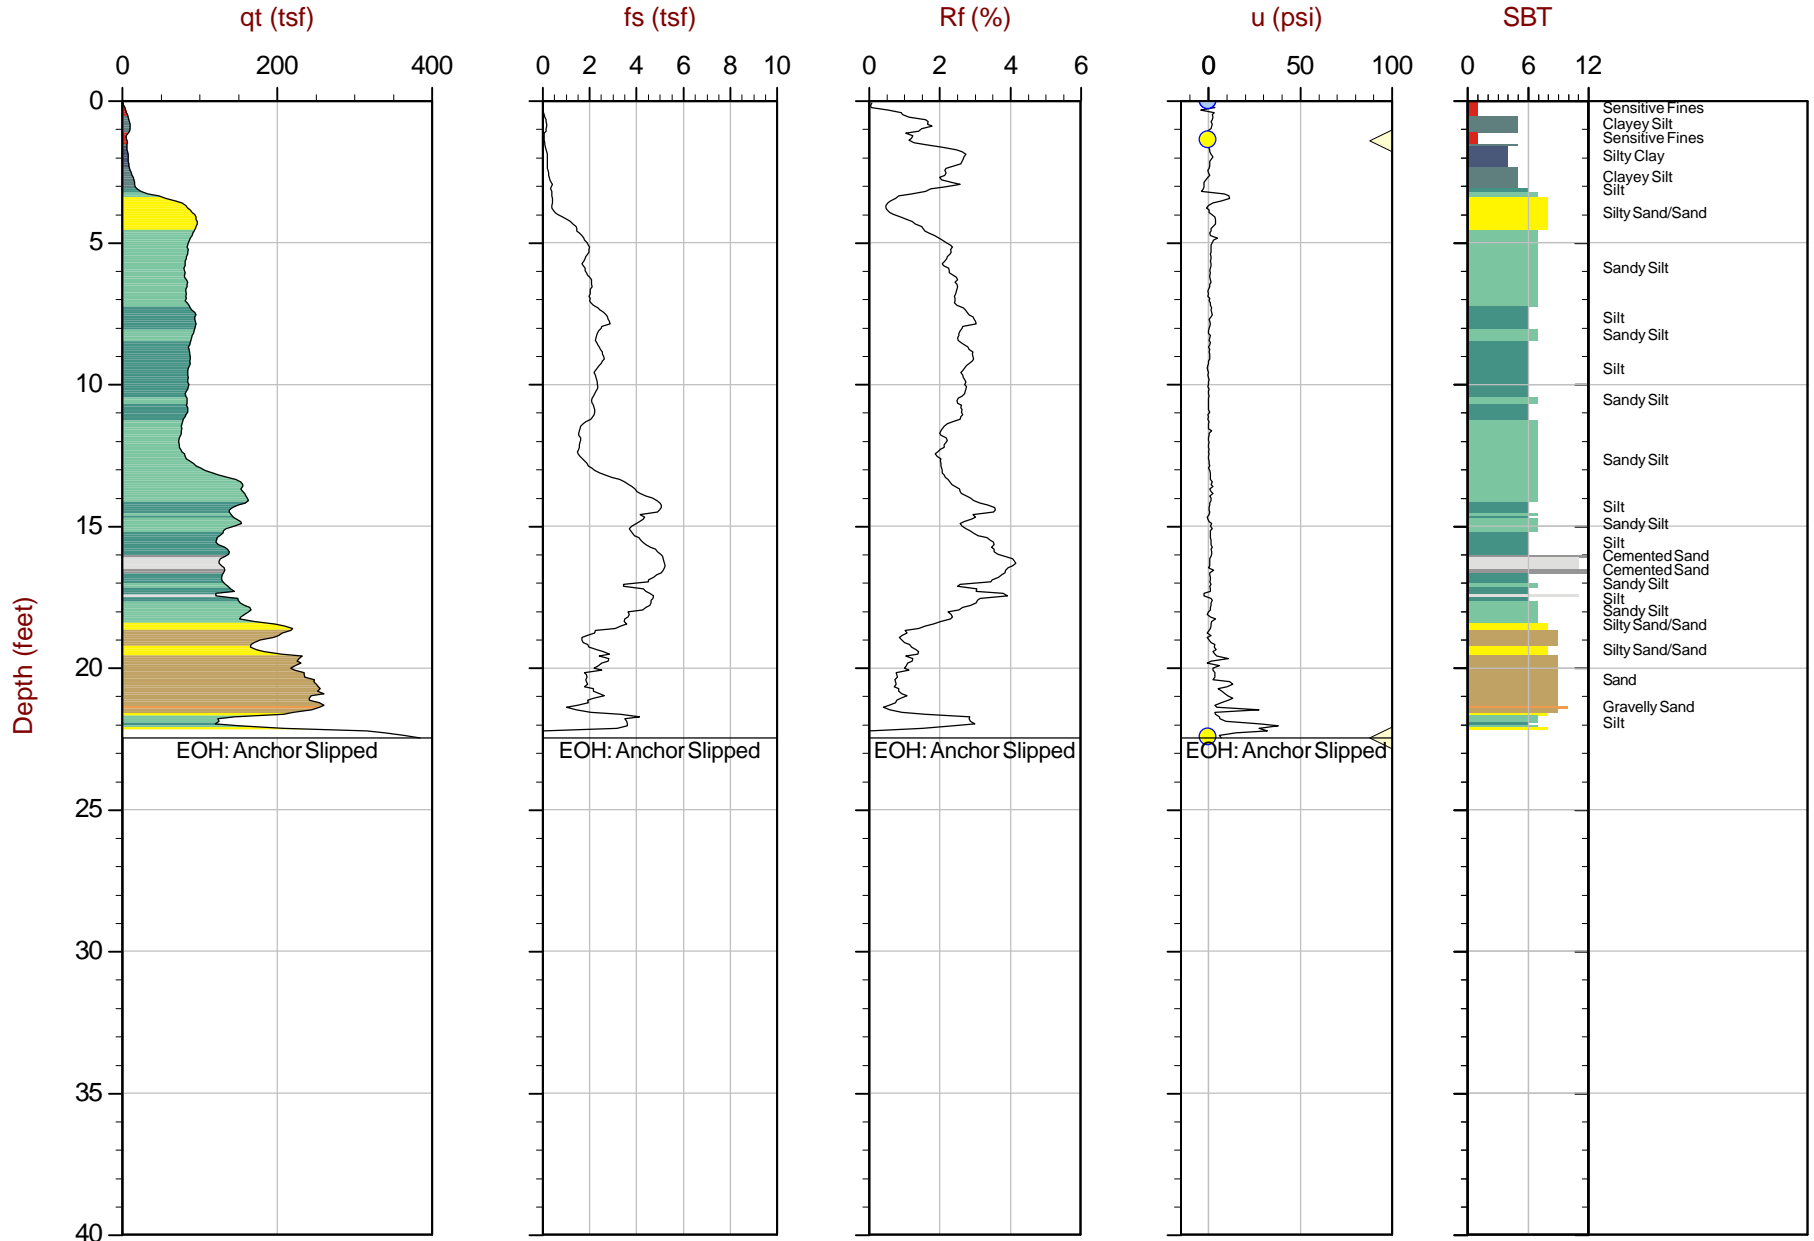 qt (tsf) fs (tsf) Rf (%) u (psi) SBT
0 200 400 0 2 4 6 8 10 0 2 4 6 0 50 100 0 6 12
0
5
10
15
20
25
30
35
40
Depth (feet)
Sensitive Fines
Clayey Silt
Sensitive Fines
Silty Clay
Clayey Silt
Silt
Silty Sand/Sand
Sandy Silt
Silt
Sandy Silt
Silt
Sandy Silt
Sandy Silt
Silt
Sandy Silt
Silt
Cemented Sand
Cemented Sand
Sandy Silt
Silt
Sandy Silt
Silty Sand/Sand
Silty Sand/Sand
Sand
Gravelly Sand
Silt
EOH: Anchor Slipped EOH: Anchor Slipped EOH: Anchor Slipped EOH: Anchor Slipped